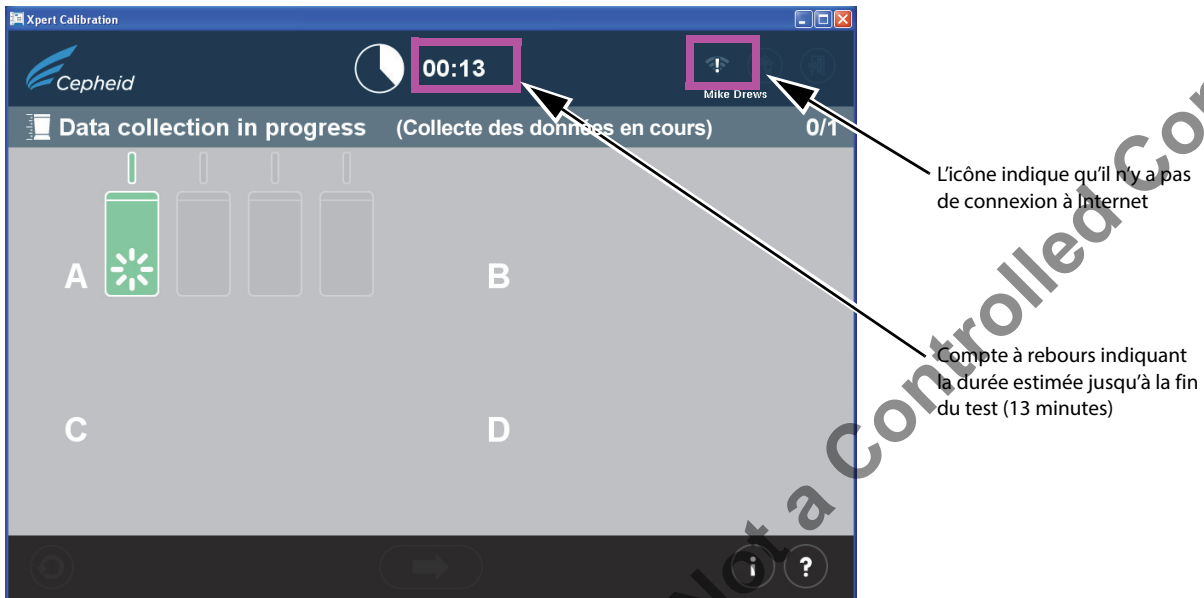 Xpert Calibration
Cepheid
00:13
Mike Drews
Data collection in progress (Collecte des données en cours) 0/1
A
B
C
D
L'icône indique qu'il n'y a pas
de connexion à Internet
Compte à rebours indiquant
la durée estimée jusqu'à la fin
du test (13 minutes)
i ?
Not a Controlled Co